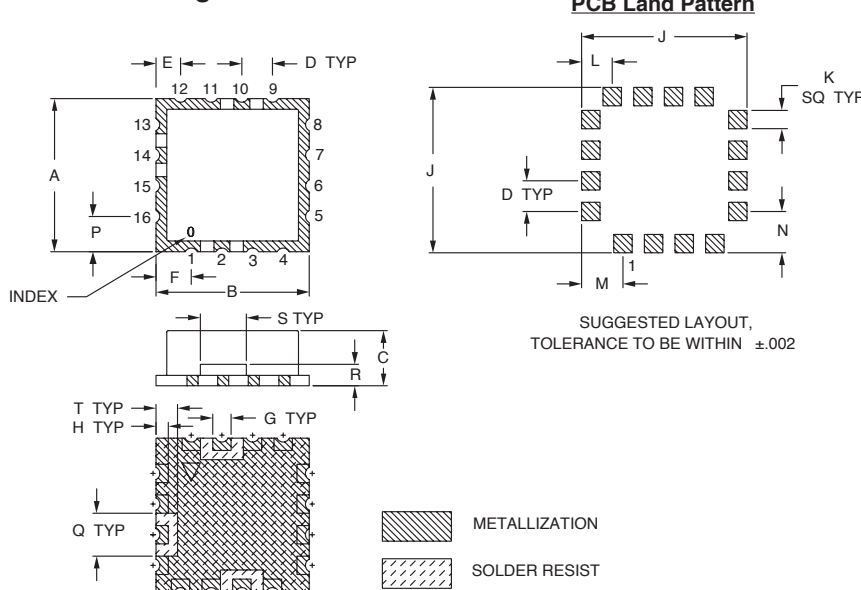 PCB Land Pattern
E
D TYP
12 11 10 9
13
14
15
16
8
7
6
5
A
P
0
1 2 3 4
F
B
INDEX
J
L
K
SQ TYP
J
D TYP
N
1
M
SUGGESTED LAYOUT,
TOLERANCE TO BE WITHIN ±.002
S TYP
C
R
T TYP
H TYP
G TYP
Q TYP
METALLIZATION
SOLDER RESIST